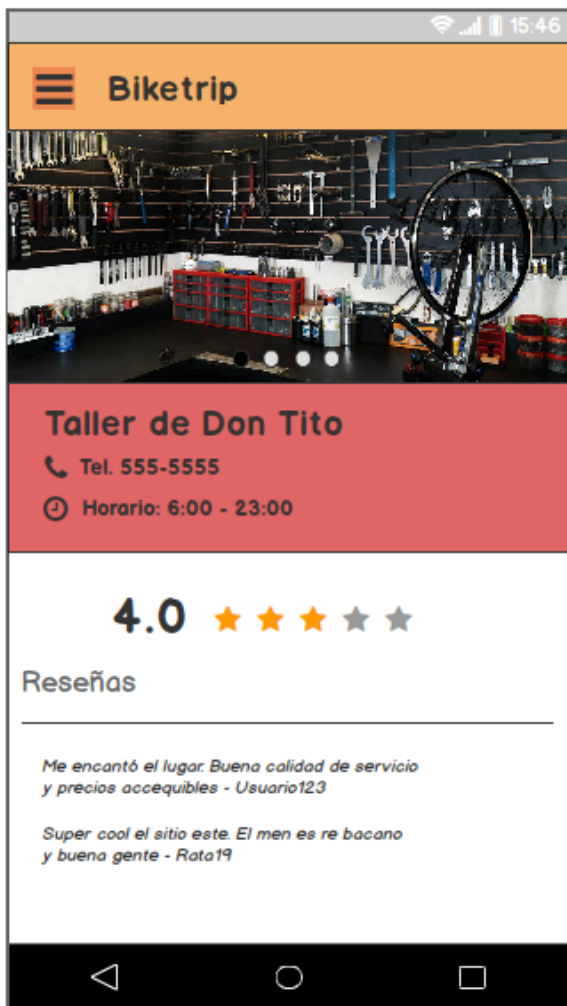 15:46
Biketrip
Taller de Don Tito
Tel. 555-5555
Horario: 6:00 - 23:00
4.0
Reseñas
Me encantó el lugar. Buena calidad de servicio
y precios accequibles - Usuario123
Super cool el sitio este. El men es re bacano
y buena gente - Rata19